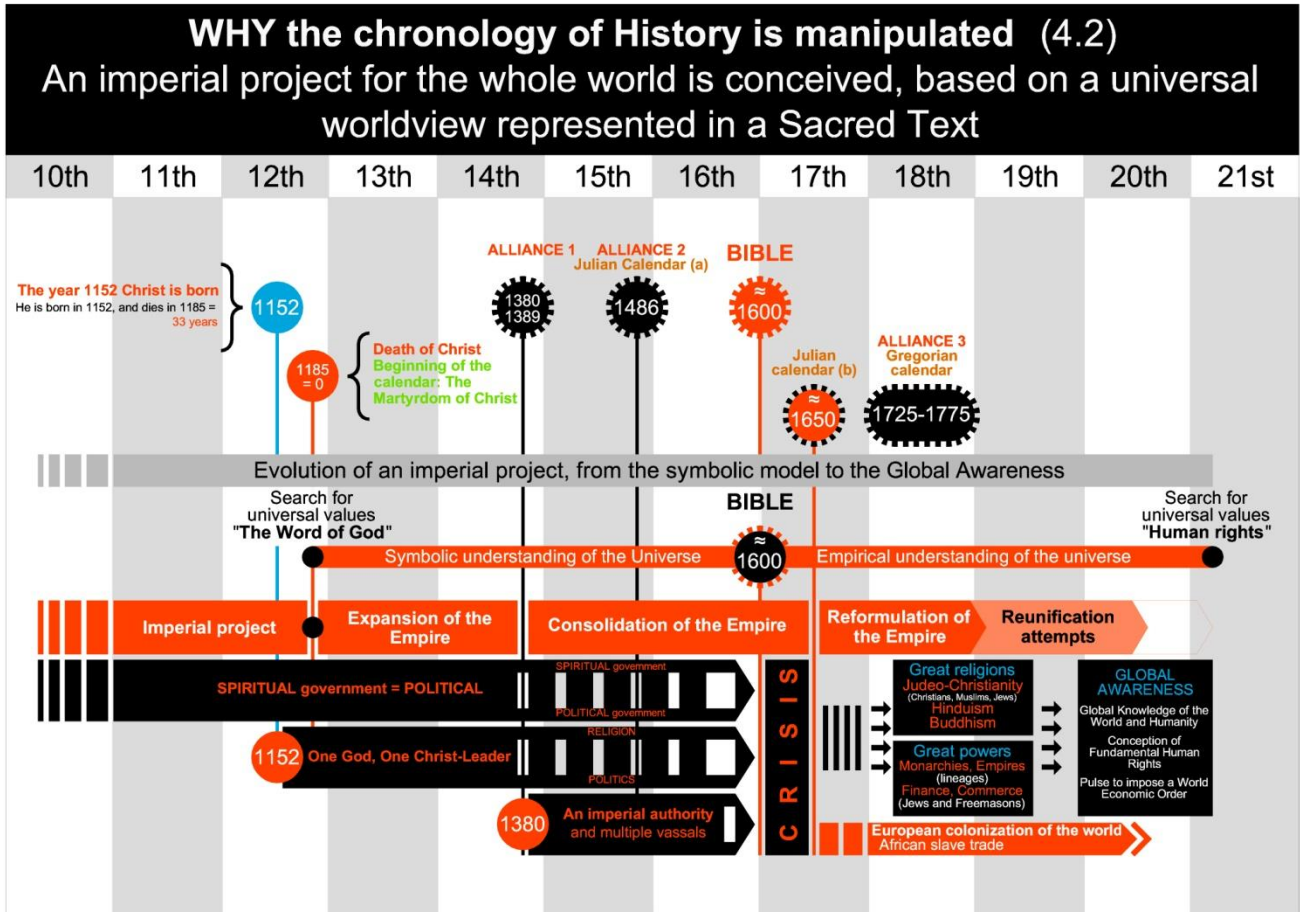 WHY the chronology of History is manipulated (4.2)
An imperial project for the whole world is conceived, based on a universal
worldview represented in a Sacred Text
10th 11th 12th 13th 14th 15th 16th 17th 18th 19th 20th 21st
The year 1152 Christ is born
He is born in 1152, and dies in 1185 =
33 years
1152
1185
= 0
Death of Christ
Beginning of the
calendar: The
Martyrdom of Christ
ALLIANCE 1
1380
1389
ALLIANCE 2
Julian Calendar (a)
1486
BIBLE
≈
1600
Julian
calendar (b)
≈
1650
ALLIANCE 3
Gregorian
calendar
1725-1775
Evolution of an imperial project, from the symbolic model to the Global Awareness
Search for
universal values
"The Word of God"
BIBLE
≈
1600
Search for
universal values
"Human rights"
Symbolic understanding of the Universe
Empirical understanding of the universe
Imperial project
Expansion of the
Empire
Consolidation of the Empire
Reformulation of
the Empire
Reunification
attempts
SPIRITUAL government = POLITICAL
SPIRITUAL government
POLITICAL government
1152
One God, One Christ-Leader
RELIGION
POLITICS
1380
An imperial authority
and multiple vassals
CRISIS
Great religions
Judeo-Christianity
(Christians, Muslims, Jews)
Hinduism
Buddhism
Great powers
Monarchies, Empires
(lineages)
Finance, Commerce
(Jews and Freemasons)
GLOBAL
AWARENESS
Global Knowledge of the
World and Humanity
Conception of
Fundamental Human
Rights
Pulse to impose a World
Economic Order
European colonization of the world
African slave trade